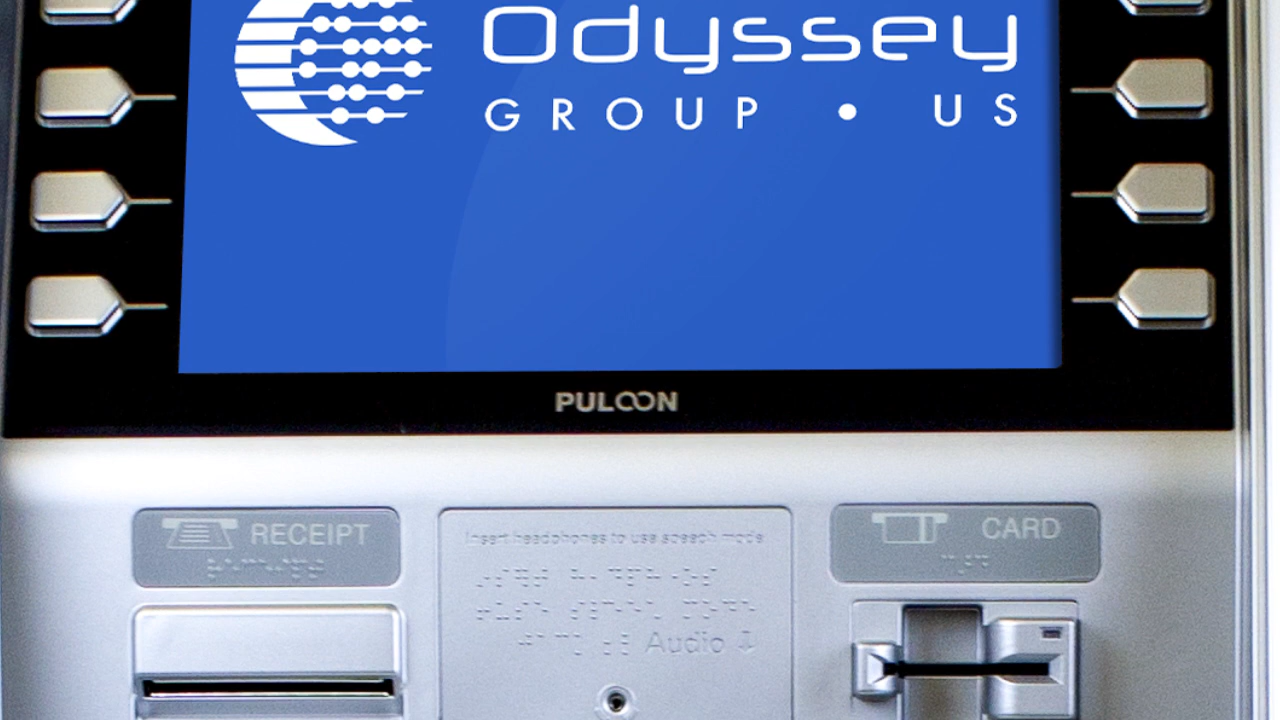 Odyssey
GROUP • US
PULOON
RECEIPT
Insert headphones to use speech mode
Audio
CARD